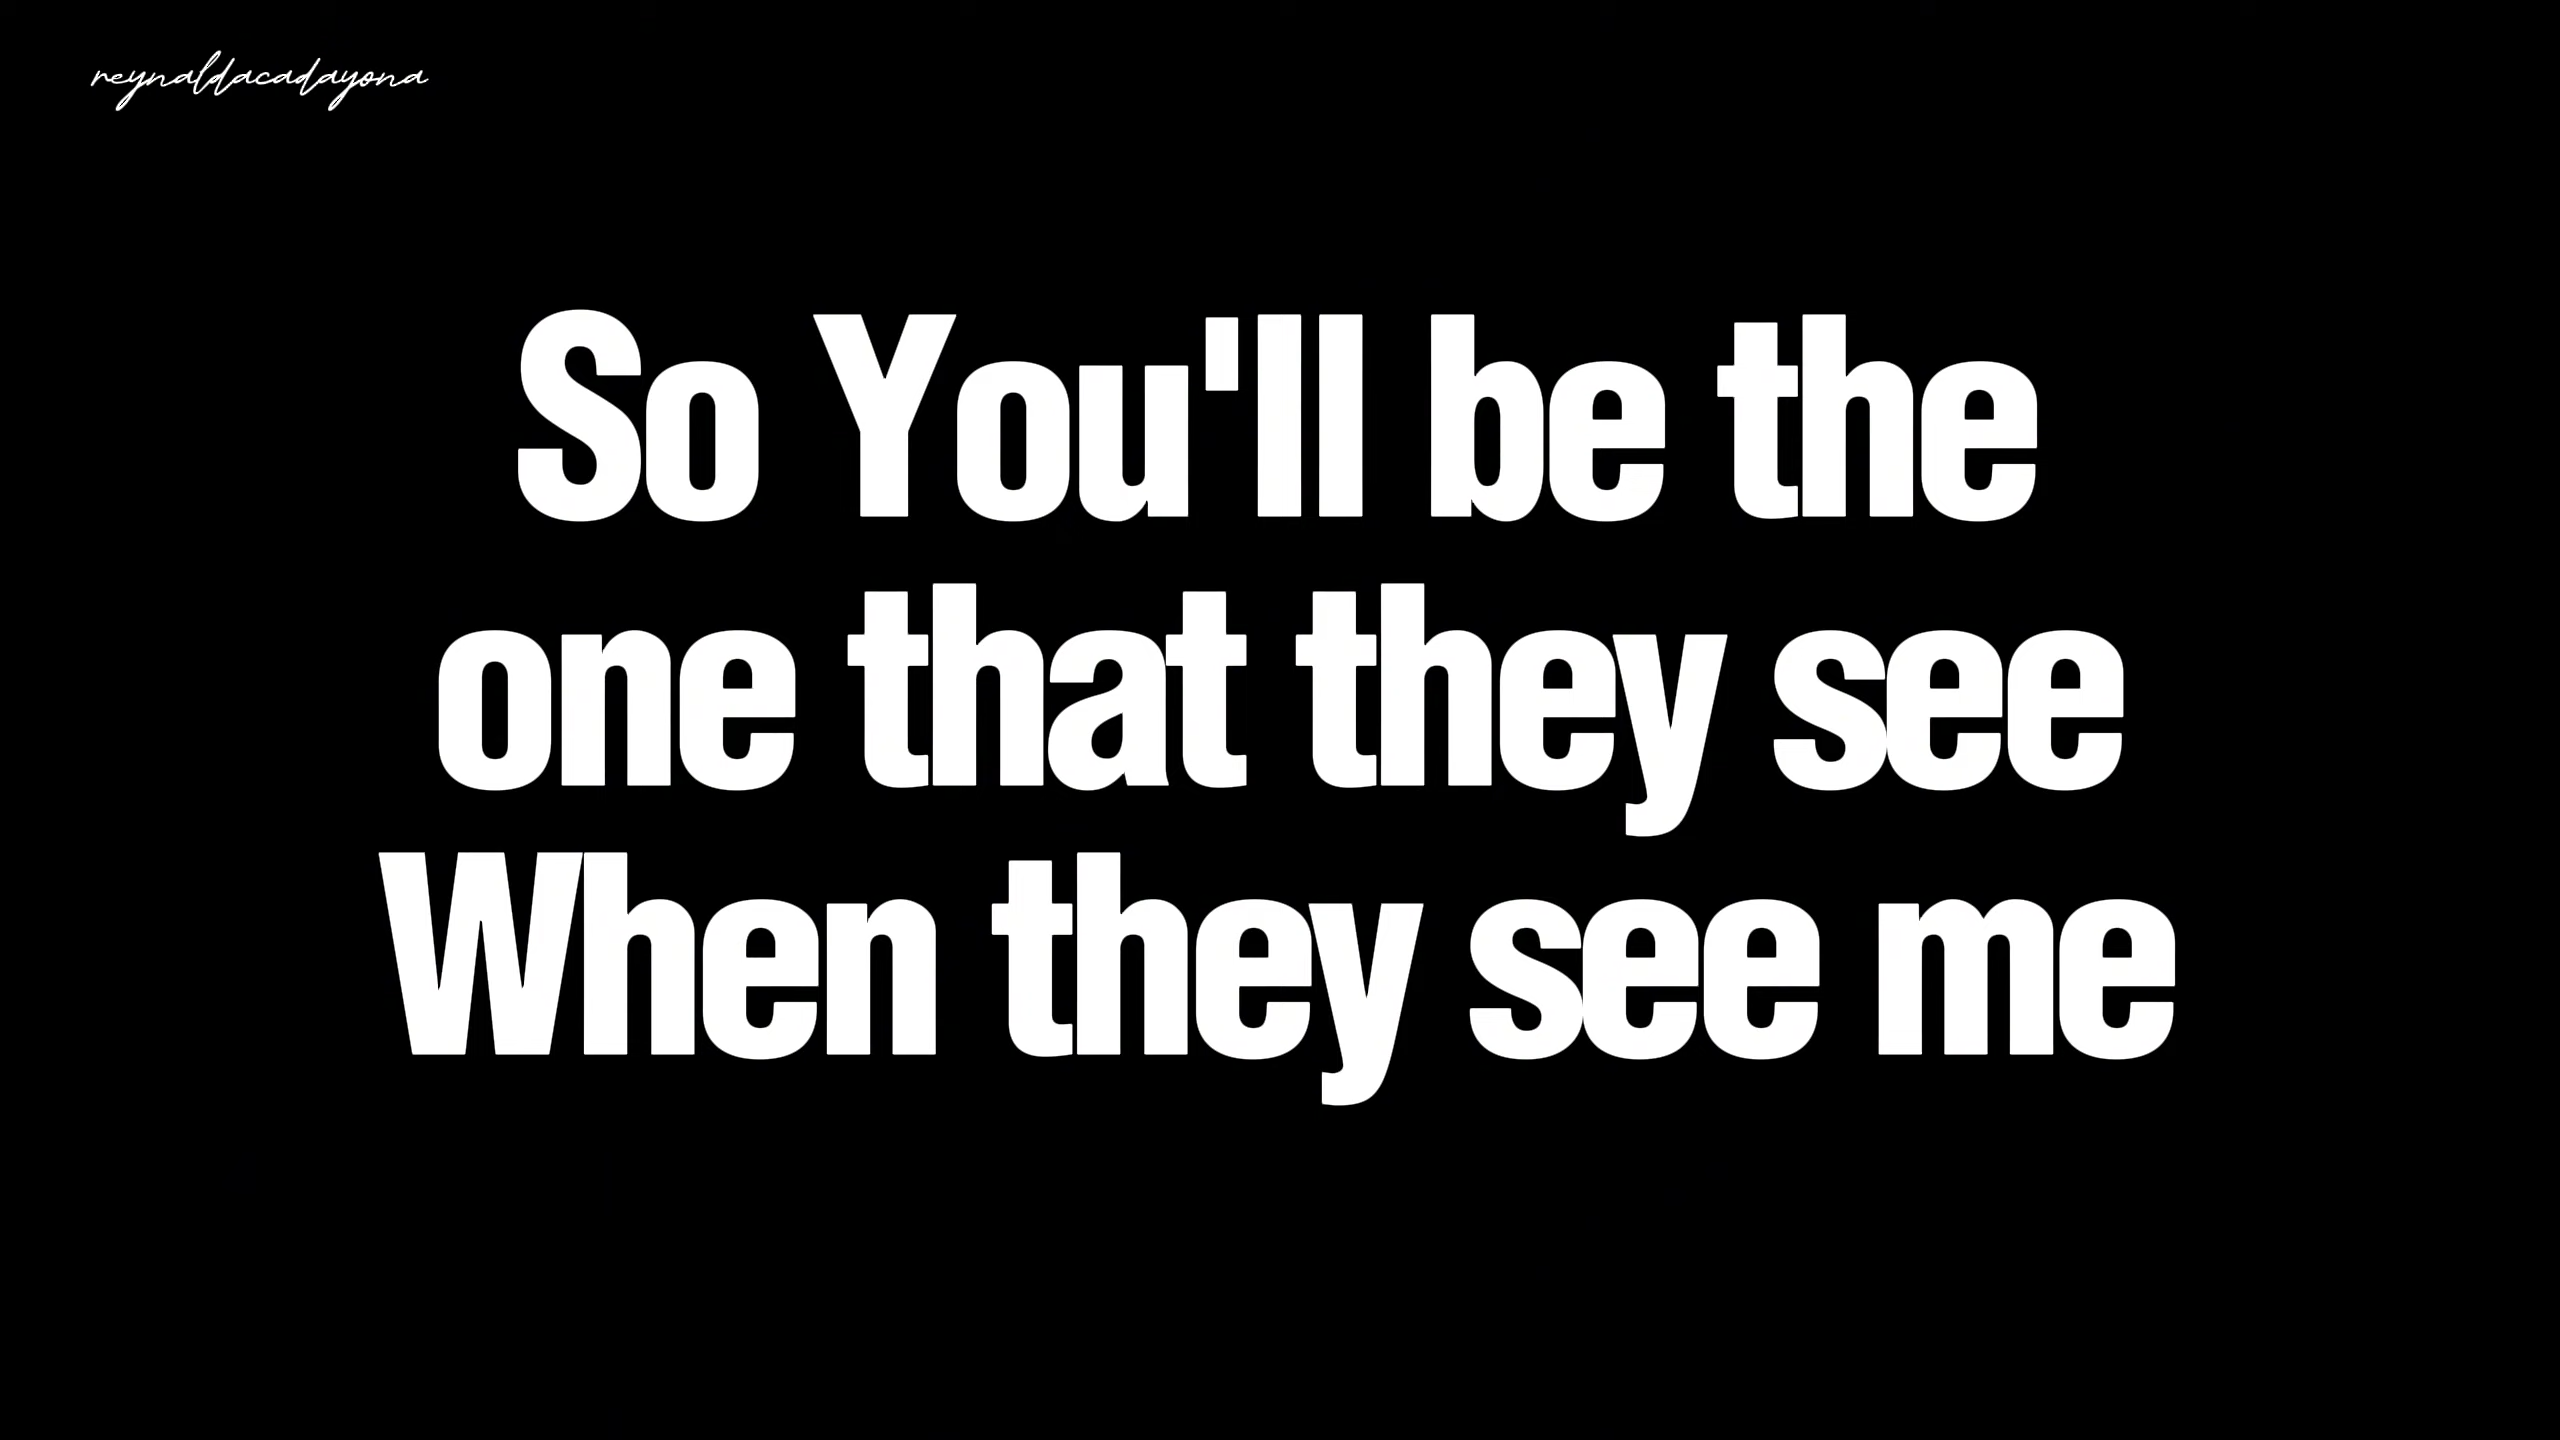 reynaldacadayona
So You'll be the
one that they see
When they see me